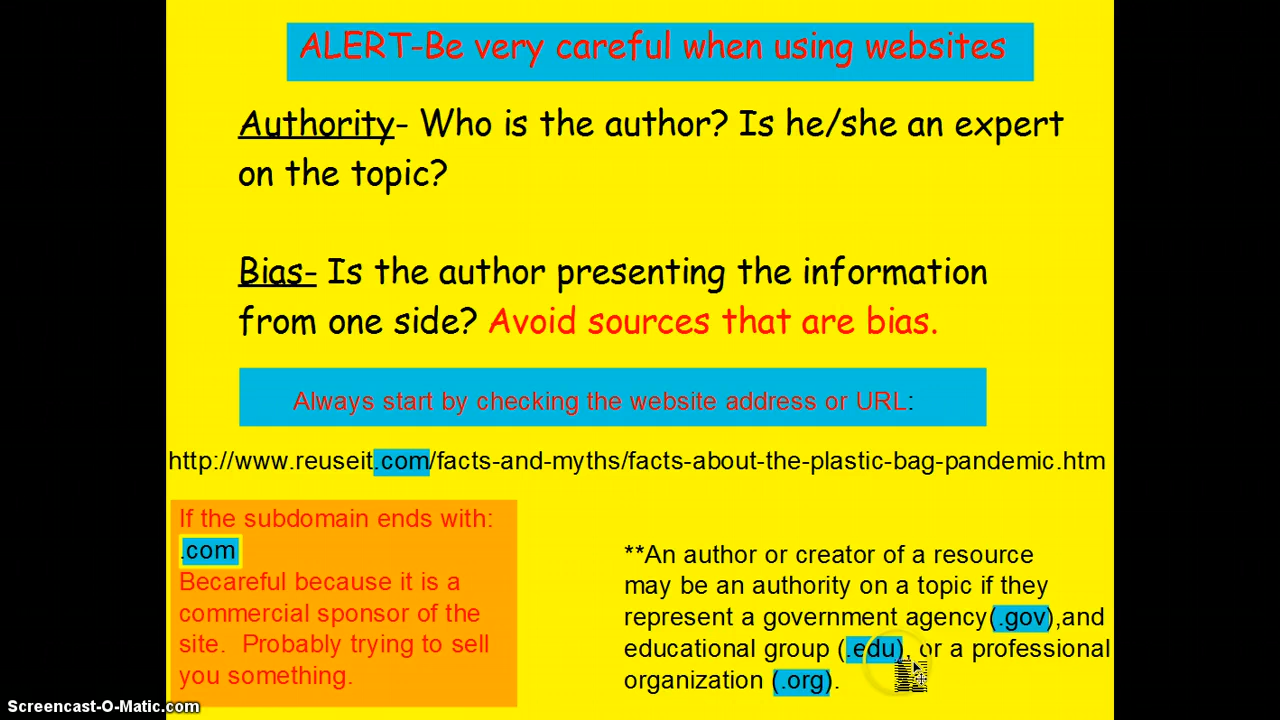 ALERT-Be very careful when using websites
Authority- Who is the author? Is he/she an expert
on the topic?
Bias- Is the author presenting the information
from one side? Avoid sources that are bias.
Always start by checking the website address or URL:
http://www.reuseit.com/facts-and-myths/facts-about-the-plastic-bag-pandemic.htm
If the subdomain ends with:
.com
Becareful because it is a
commercial sponsor of the
site.  Probably trying to sell
you something.
**An author or creator of a resource
may be an authority on a topic if they
represent a government agency(.gov),and
educational group (.edu), or a professional
organization (.org).
Screencast-O-Matic.com